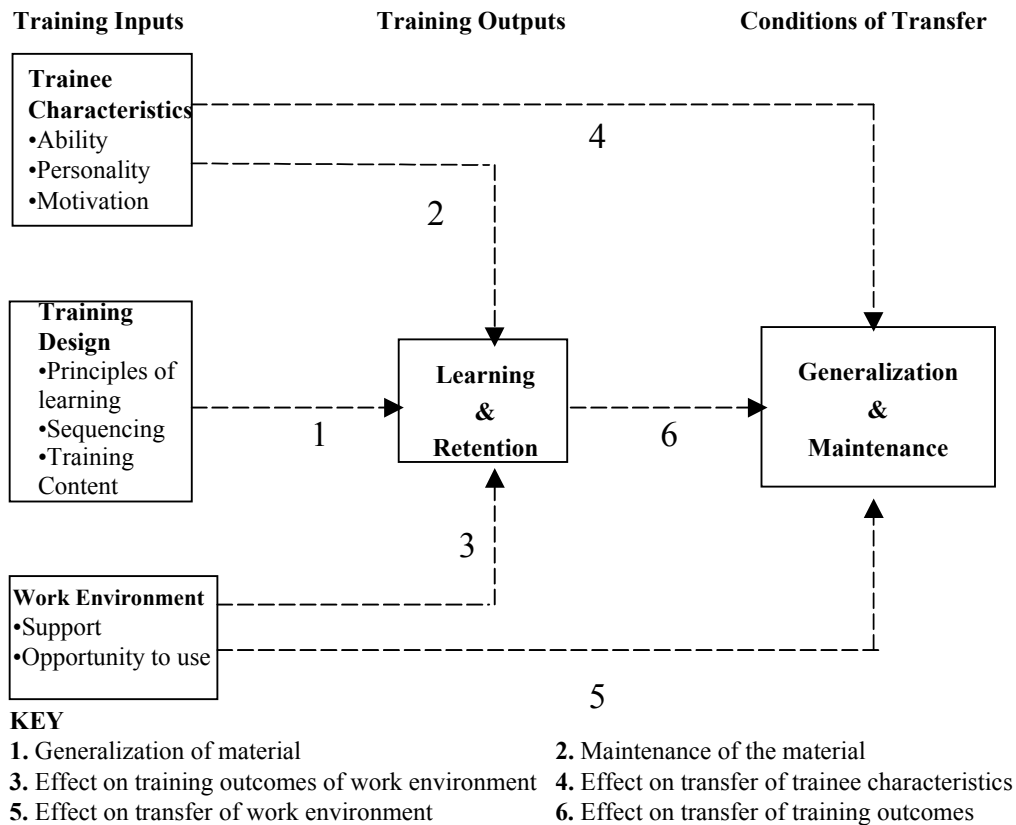 Training Inputs
Training Outputs
Conditions of Transfer
Trainee
Characteristics
•Ability
•Personality
•Motivation
4
2
Training
Design
•Principles of
learning
•Sequencing
•Training
Content
1
Learning
&
Retention
6
Generalization
&
Maintenance
3
Work Environment
•Support
•Opportunity to use
5
KEY
1. Generalization of material
2. Maintenance of the material
3. Effect on training outcomes of work environment
4. Effect on transfer of trainee characteristics
5. Effect on transfer of work environment
6. Effect on transfer of training outcomes